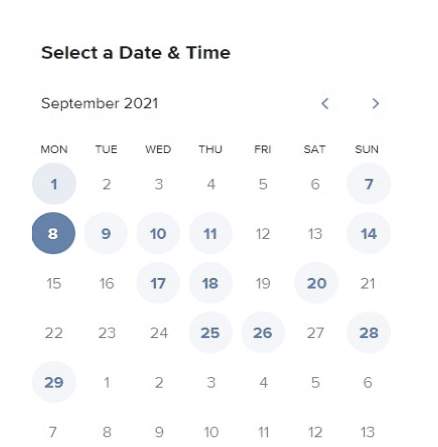 Select a Date & Time
September 2021
MON TUE WED THU FRI SAT SUN
1 2 3 4 5 6 7
8 9 10 11 12 13 14
15 16 17 18 19 20 21
22 23 24 25 26 27 28
29 1 2 3 4 5 6
7 8 9 10 11 12 13